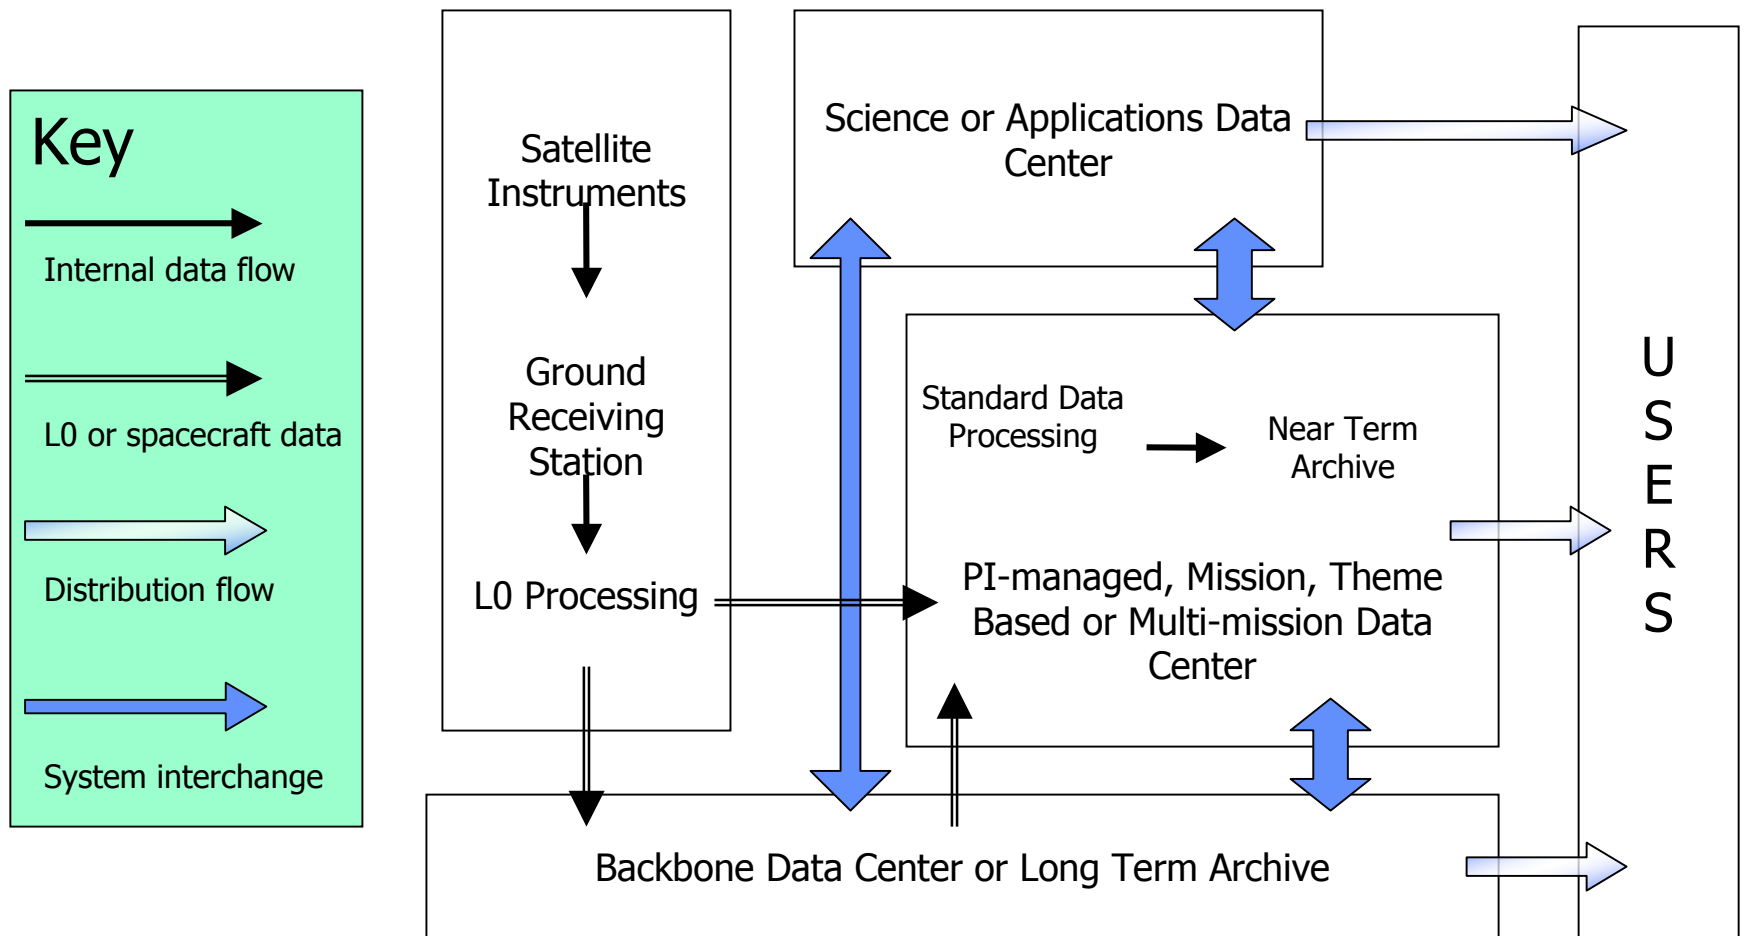 Key
Internal data flow
L0 or spacecraft data
Distribution flow
System interchange
Satellite
Instruments
Ground
Receiving
Station
L0 Processing
Science or Applications Data
Center
Standard Data
Processing
Near Term
Archive
PI-managed, Mission, Theme
Based or Multi-mission Data
Center
Backbone Data Center or Long Term Archive
U
S
E
R
S